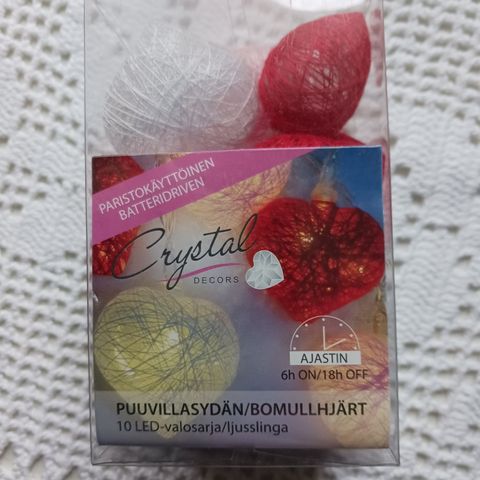 PARISTOKÄYTTÖINEN
BATTERIDRIVEN
Crystal
DECORS
AJASTIN
6h ON/18h OFF
PUUVILLASYDÄN/BOMULLHJÄRT
10 LED-valosarja/ljusslinga